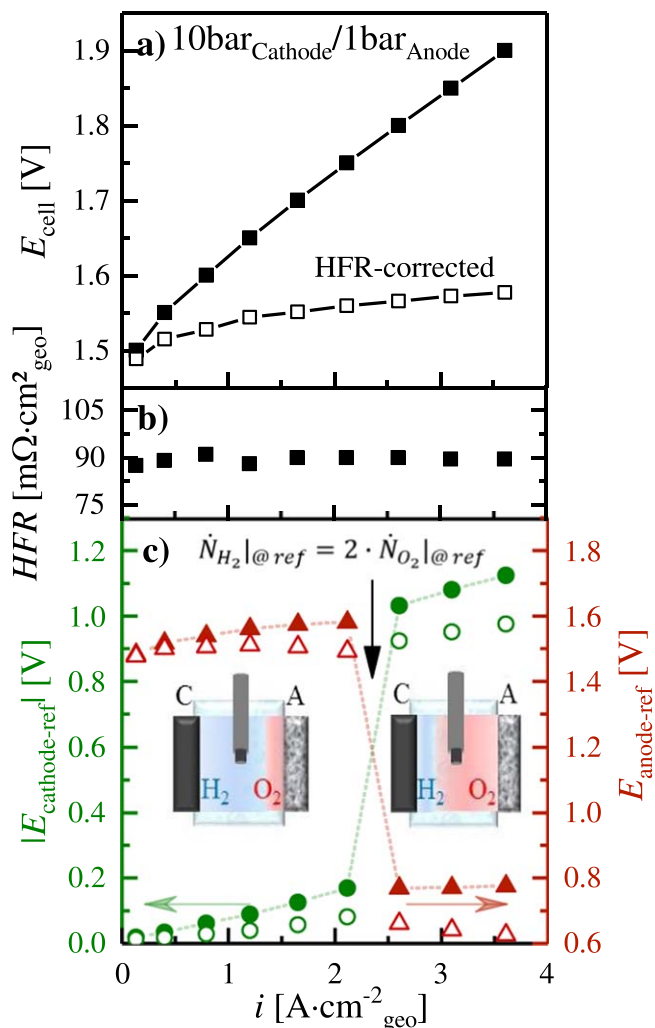 a) 10bar_Cathode/1bar_Anode
1.9
1.8
1.7
1.6
1.5
E_cell [V]
HFR-corrected
b)
105
90
75
HFR [mΩ·cm²_geo]
c) Ṅ_H₂|@ ref = 2 · Ṅ_O₂|@ ref
1.2
1.0
0.8
0.6
0.4
0.2
0.0
|E_cathode-ref| [V]
C A
H₂ O₂
C A
H₂ O₂
1.8
1.6
1.4
1.2
1.0
0.8
0.6
E_anode-ref [V]
0 1 2 3 4
i [A·cm⁻²_geo]